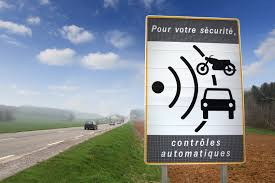 Pour votre sécurité,
contrôles
automatiques